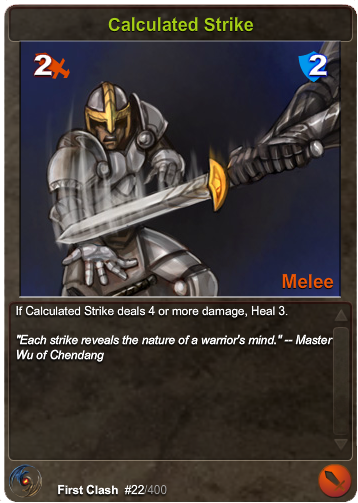 Calculated Strike
2 2
Melee
If Calculated Strike deals 4 or more damage, Heal 3.
"Each strike reveals the nature of a warrior's mind." -- Master
Wu of Chendang
First Clash #22/400